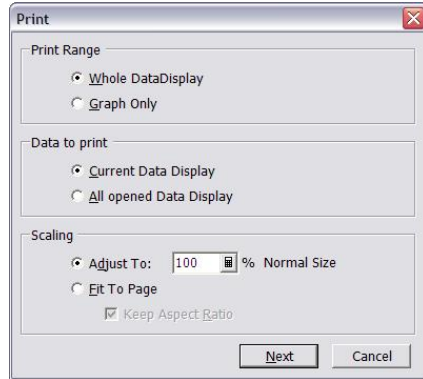 Print
Print Range
Whole DataDisplay
Graph Only
Data to print
Current Data Display
All opened Data Display
Scaling
Adjust To: 100 % Normal Size
Fit To Page
Keep Aspect Ratio
Next Cancel